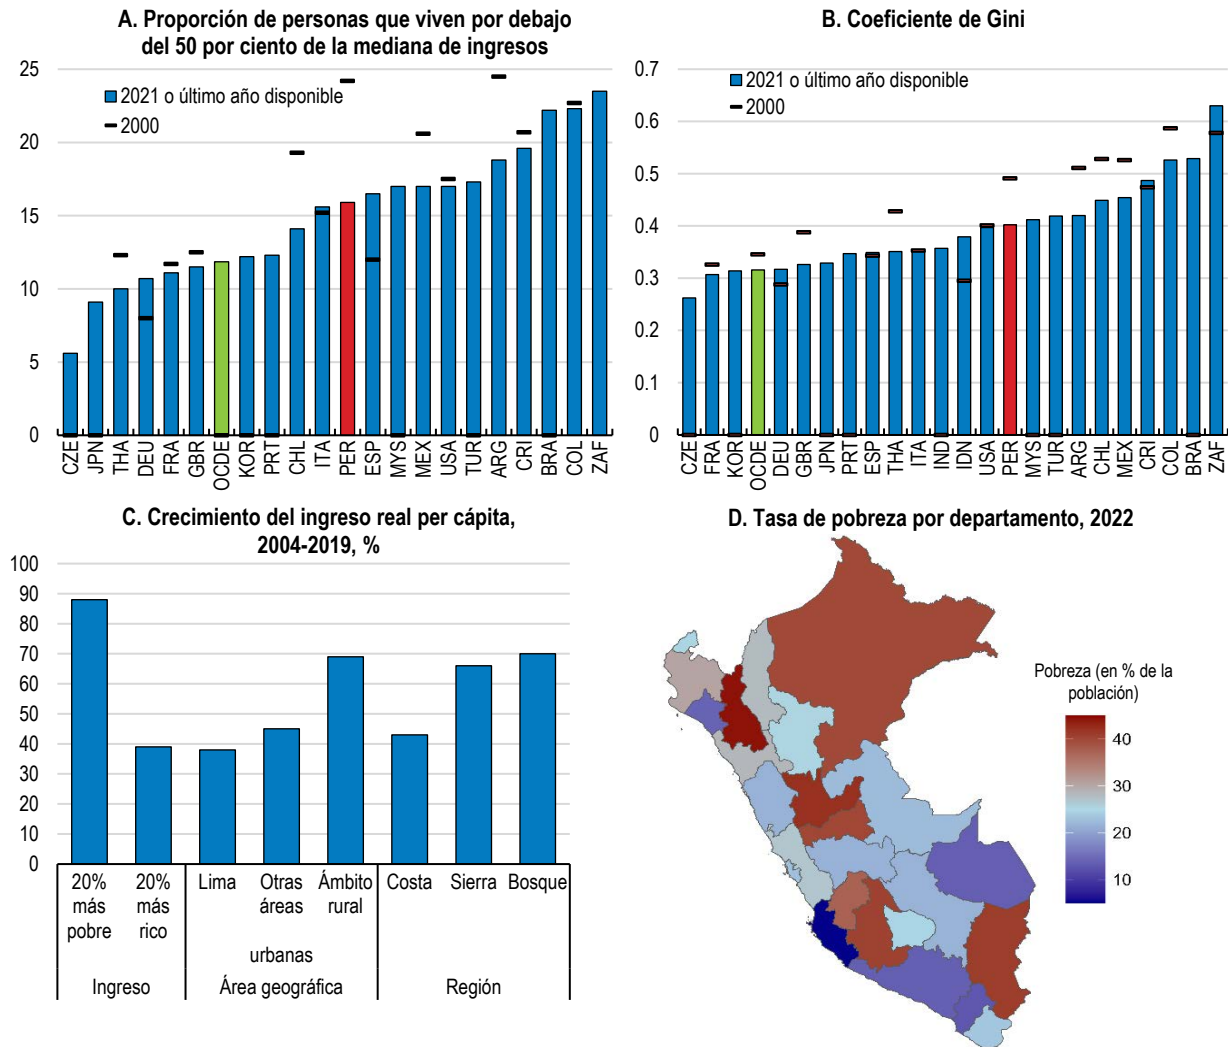 A. Proporción de personas que viven por debajo
del 50 por ciento de la mediana de ingresos
25
20
15
10
5
0
2021 o último año disponible
2000
CZE
JPN
THA
DEU
FRA
GBR
OCDE
KOR
PRT
CHL
ITA
PER
ESP
MYS
MEX
USA
TUR
ARG
CRI
BRA
COL
ZAF
B. Coeficiente de Gini
0.7
0.6
0.5
0.4
0.3
0.2
0.1
0
2021 o último año disponible
2000
CZE
FRA
KOR
OCDE
DEU
GBR
JPN
PRT
ESP
THA
ITA
IND
IDN
USA
PER
MYS
TUR
ARG
CHL
MEX
CRI
COL
BRA
ZAF
C. Crecimiento del ingreso real per cápita,
2004-2019, %
100
90
80
70
60
50
40
30
20
10
0
20%
más
pobre
20%
más
rico
Lima
Otras
áreas
urbanas
Ámbito
rural
Costa
Sierra
Bosque
Ingreso
Área geográfica
Región
D. Tasa de pobreza por departamento, 2022
Pobreza (en % de la
población)
40
30
20
10